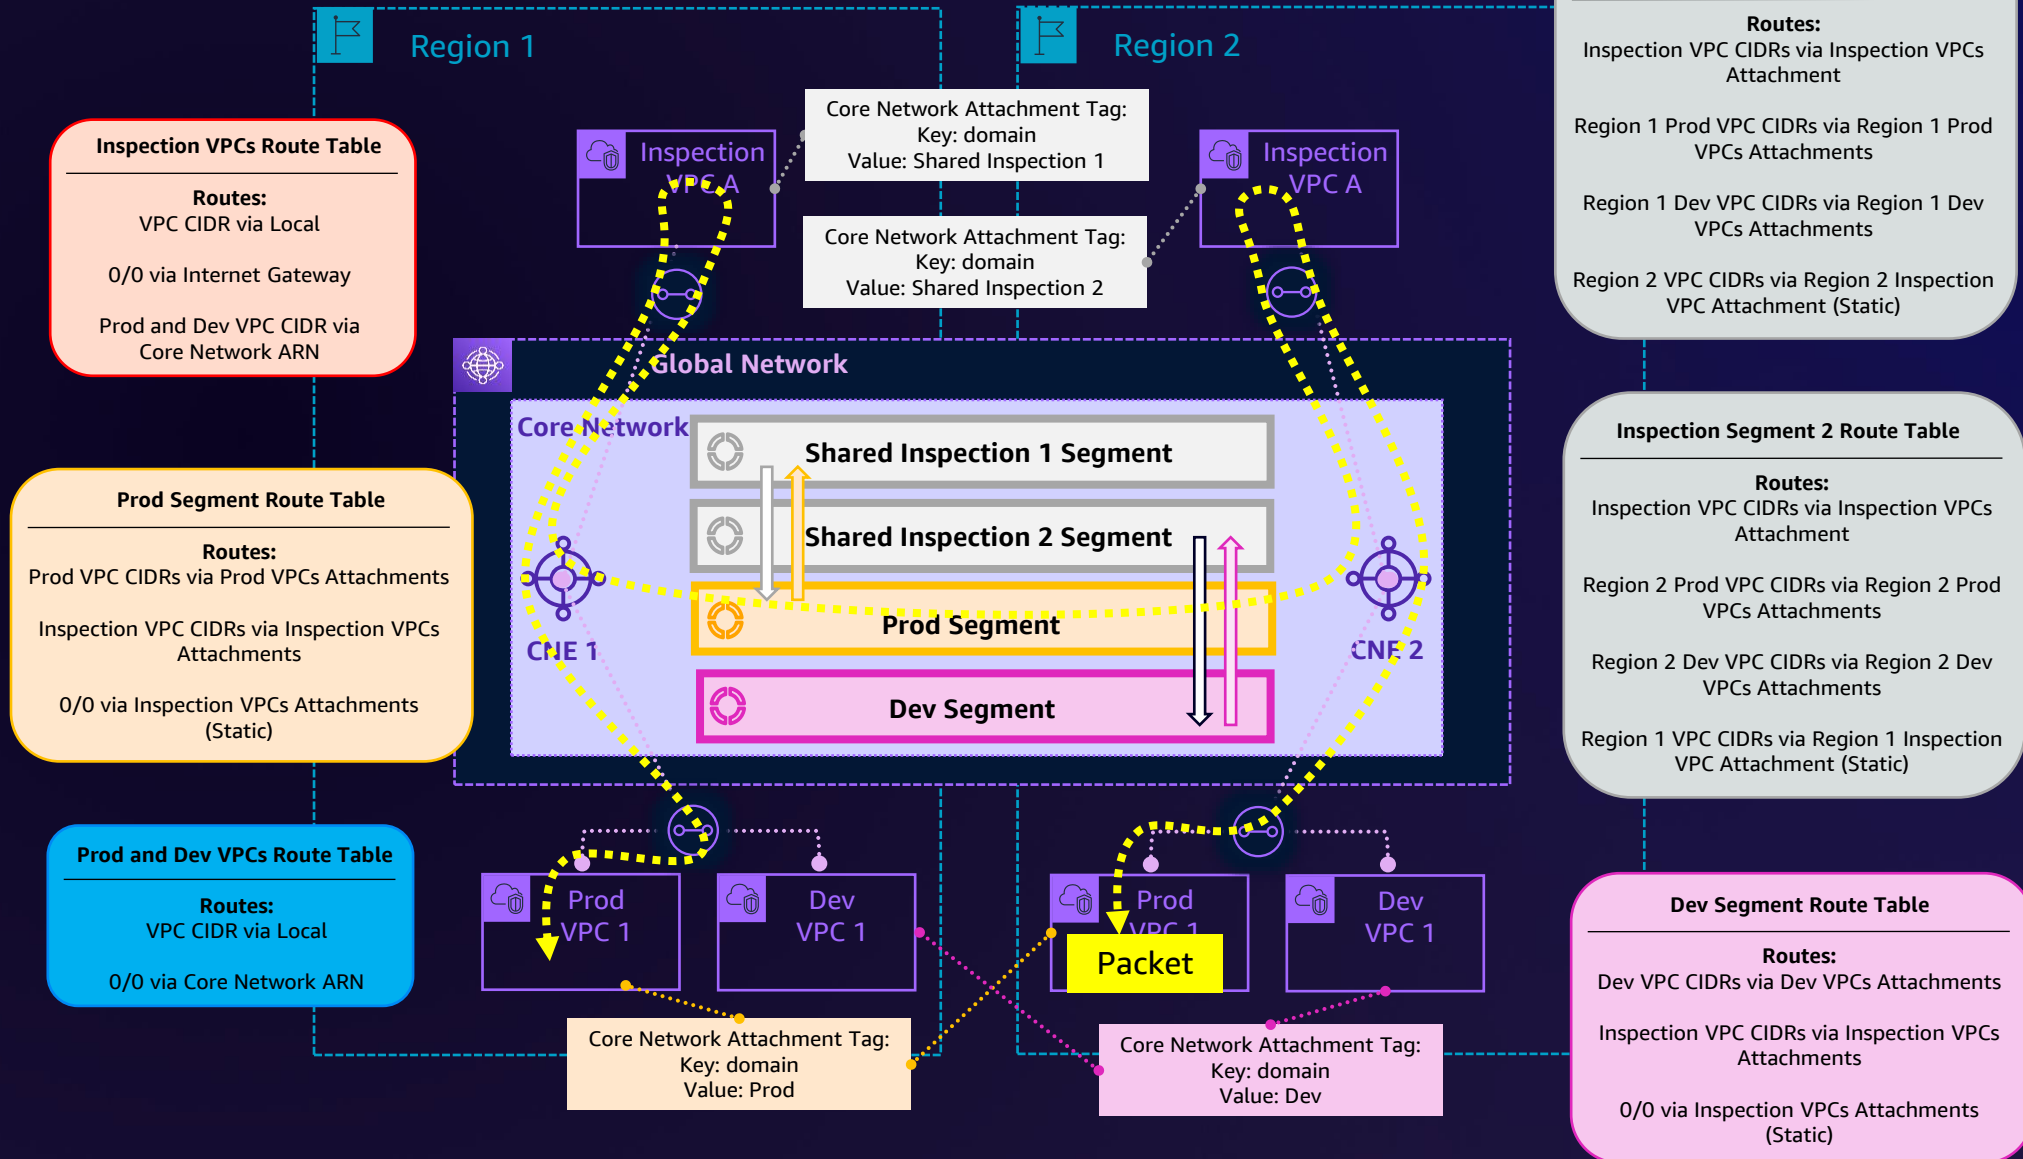 Region 1
Region 2
Routes:
Inspection VPC CIDRs via Inspection VPCs
Attachment
Region 1 Prod VPC CIDRs via Region 1 Prod
VPCs Attachments
Region 1 Dev VPC CIDRs via Region 1 Dev
VPCs Attachments
Region 2 VPC CIDRs via Region 2 Inspection
VPC Attachment (Static)
Core Network Attachment Tag:
Key: domain
Value: Shared Inspection 1
Inspection VPCs Route Table
Routes:
VPC CIDR via Local
0/0 via Internet Gateway
Prod and Dev VPC CIDR via
Core Network ARN
Inspection
VPC A
Inspection
VPC A
Core Network Attachment Tag:
Key: domain
Value: Shared Inspection 2
Global Network
Core Network
Shared Inspection 1 Segment
Shared Inspection 2 Segment
Prod Segment
Dev Segment
CNE 1
CNE 2
Prod Segment Route Table
Routes:
Prod VPC CIDRs via Prod VPCs Attachments
Inspection VPC CIDRs via Inspection VPCs
Attachments
0/0 via Inspection VPCs Attachments
(Static)
Inspection Segment 2 Route Table
Routes:
Inspection VPC CIDRs via Inspection VPCs
Attachment
Region 2 Prod VPC CIDRs via Region 2 Prod
VPCs Attachments
Region 2 Dev VPC CIDRs via Region 2 Dev
VPCs Attachments
Region 1 VPC CIDRs via Region 1 Inspection
VPC Attachment (Static)
Prod and Dev VPCs Route Table
Routes:
VPC CIDR via Local
0/0 via Core Network ARN
Prod
VPC 1
Dev
VPC 1
Prod
VPC 1
Packet
Dev
VPC 1
Core Network Attachment Tag:
Key: domain
Value: Prod
Core Network Attachment Tag:
Key: domain
Value: Dev
Dev Segment Route Table
Routes:
Dev VPC CIDRs via Dev VPCs Attachments
Inspection VPC CIDRs via Inspection VPCs
Attachments
0/0 via Inspection VPCs Attachments
(Static)